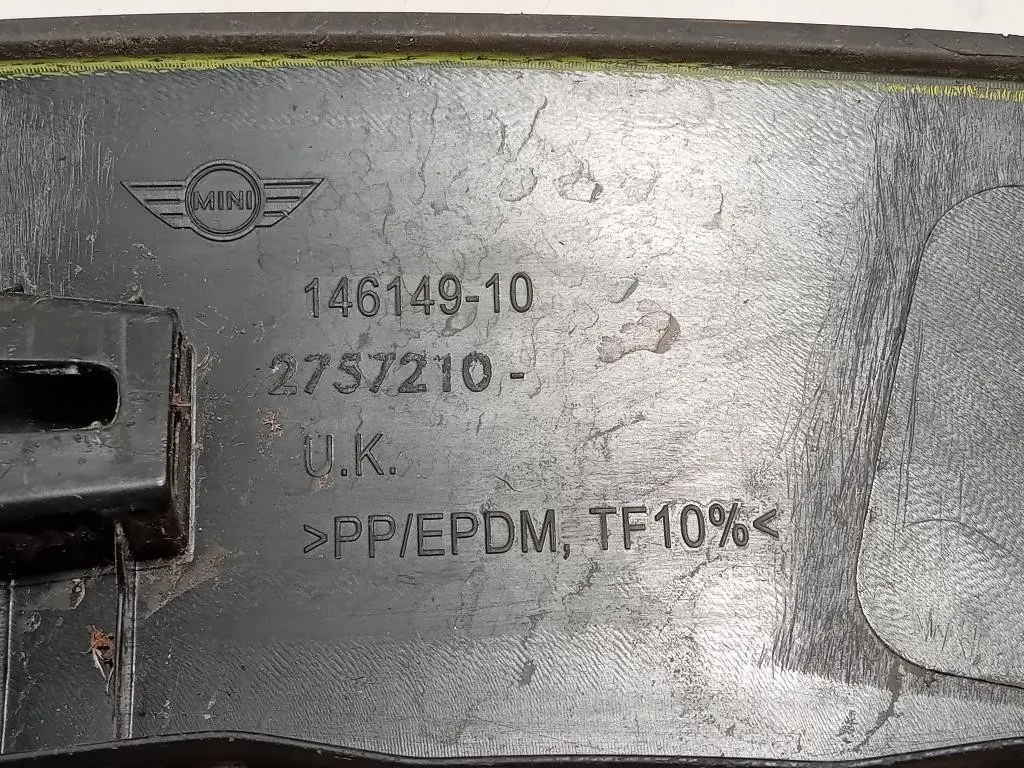 MINI
146149-10
2757210-
U.K.
>PP/EPDM, TF10%<